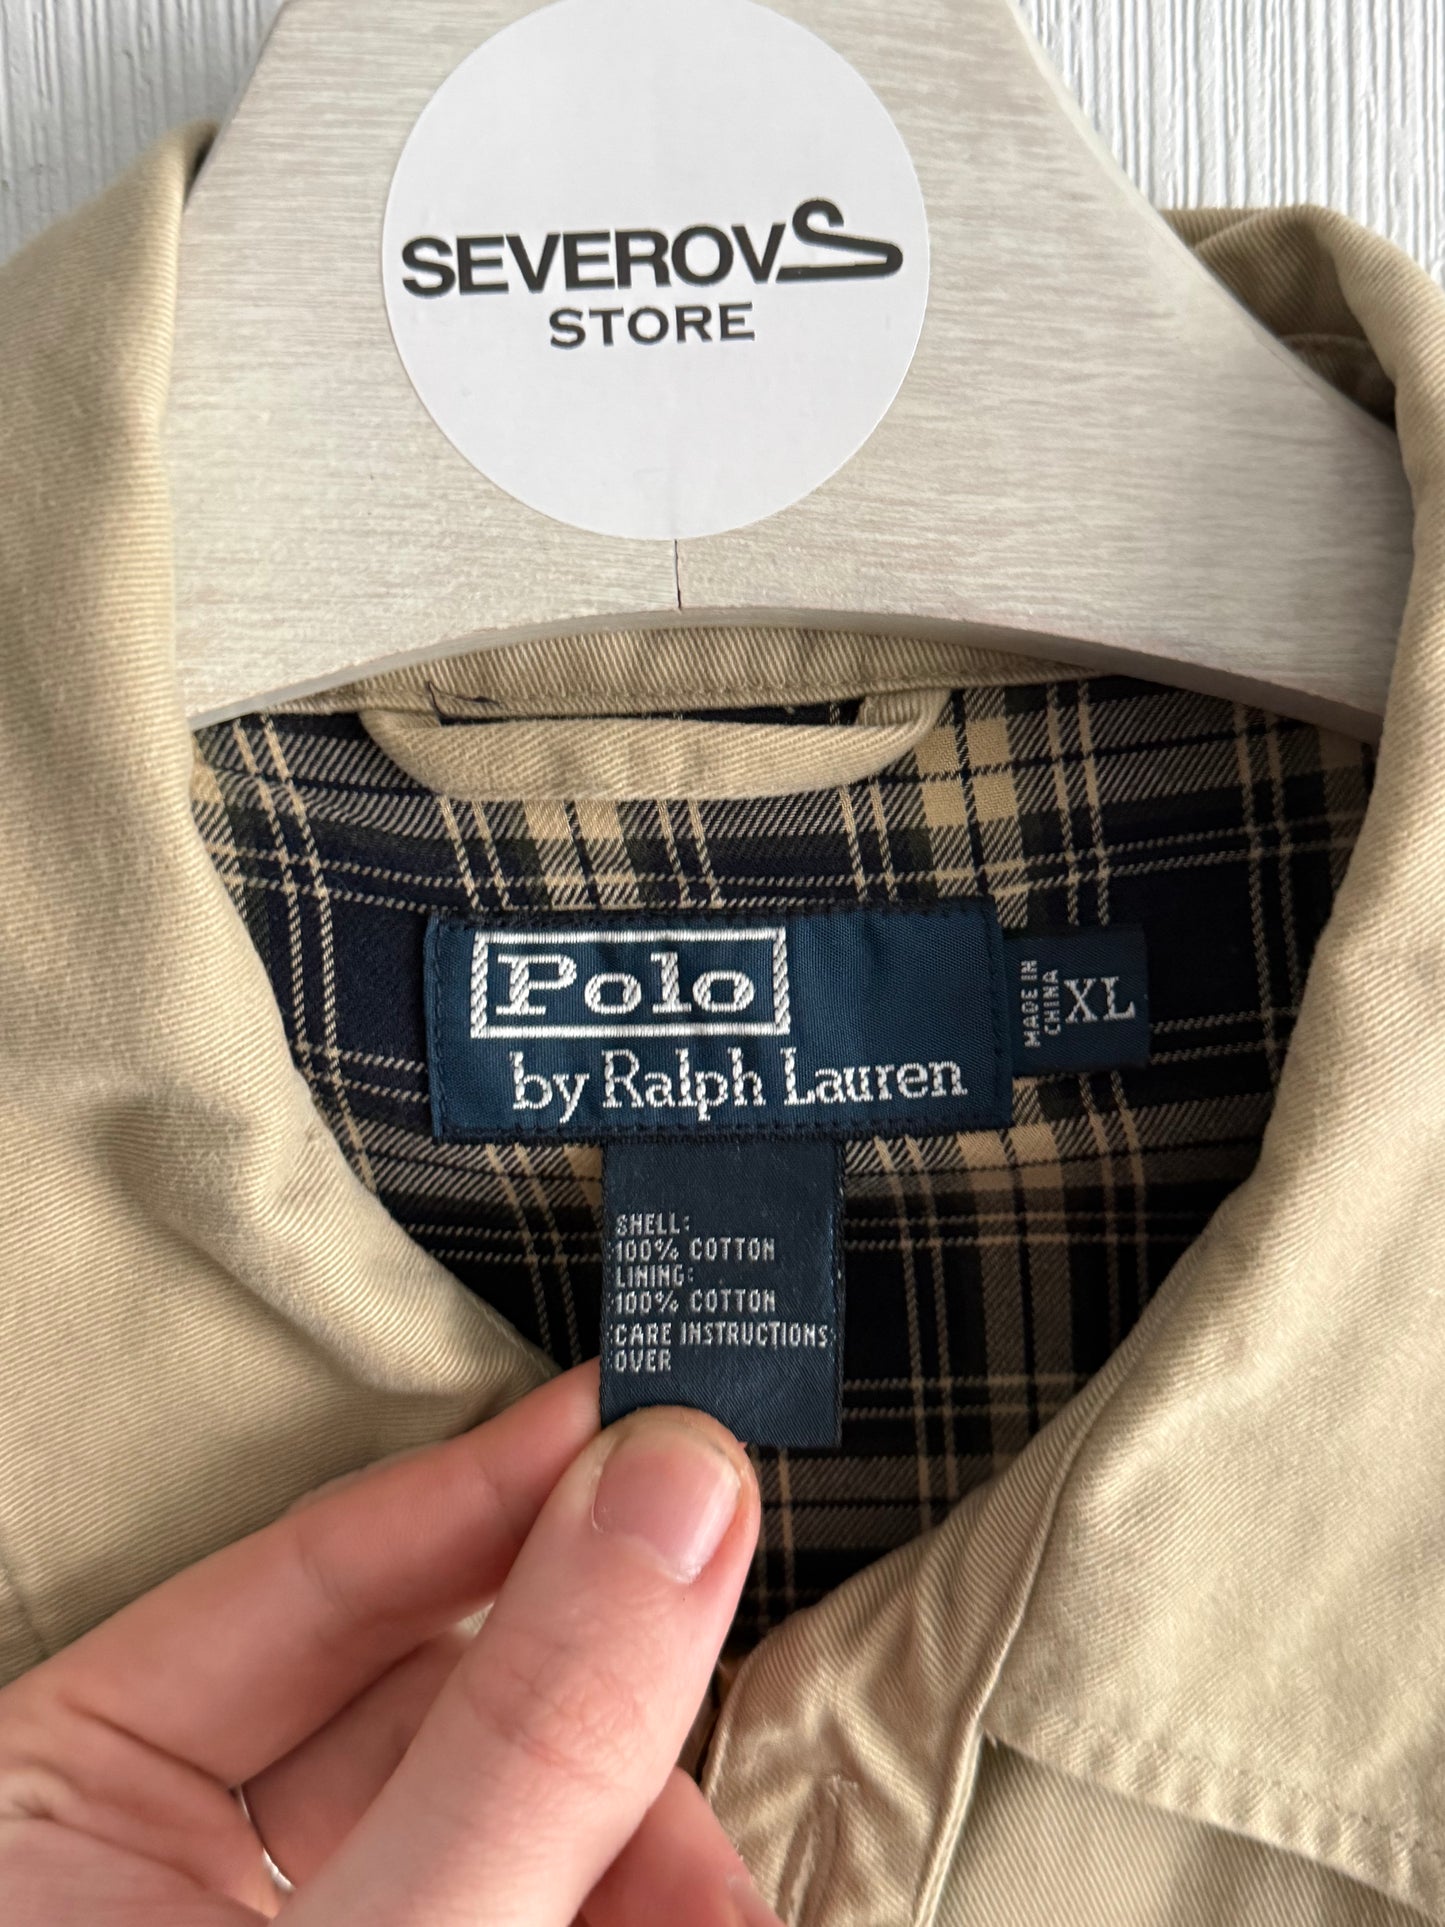 SEVEROVS
STORE
Polo
by Ralph Lauren
MADE IN
CHINA
XL
SHELL:
100% COTTON
LINING:
100% COTTON
CARE INSTRUCTIONS
OVER